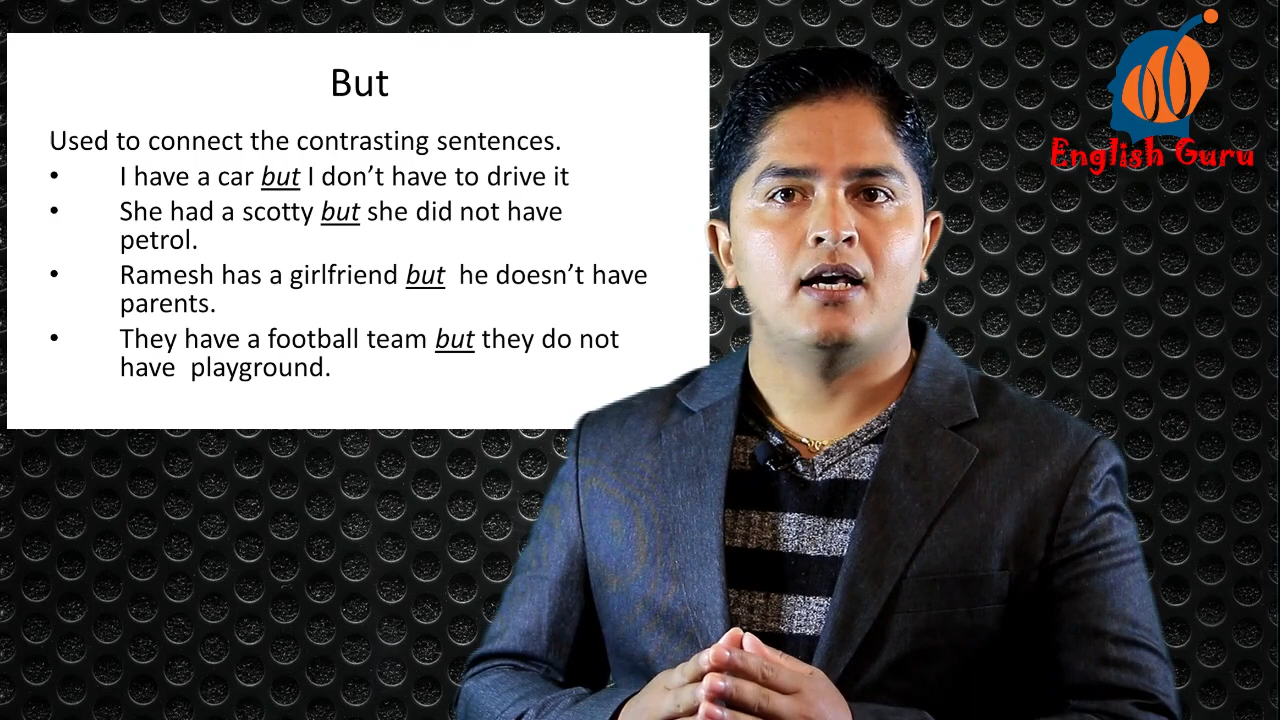 But
Used to connect the contrasting sentences.
• I have a car but I don’t have to drive it
• She had a scotty but she did not have
petrol.
• Ramesh has a girlfriend but he doesn’t have
parents.
• They have a football team but they do not
have playground.
English Guru